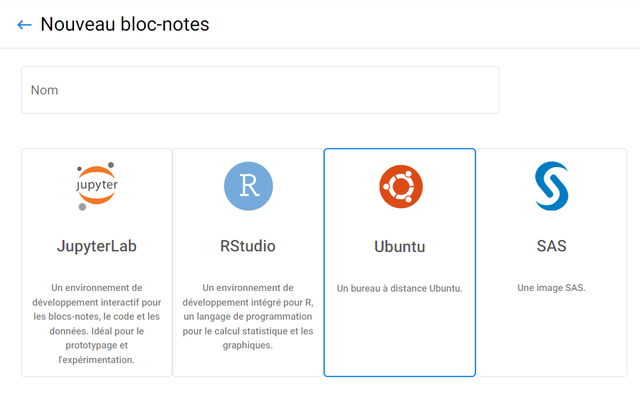 Nouveau bloc-notes
Nom
jupyter
JupyterLab
Un environnement de
développement interactif pour
les blocs-notes, le code et les
données. Idéal pour le
prototypage et
l'expérimentation.
R
RStudio
Un environnement de
développement intégré pour R,
un langage de programmation
pour le calcul statistique et les
graphiques.
Ubuntu
Un bureau à distance Ubuntu.
SAS
Une image SAS.